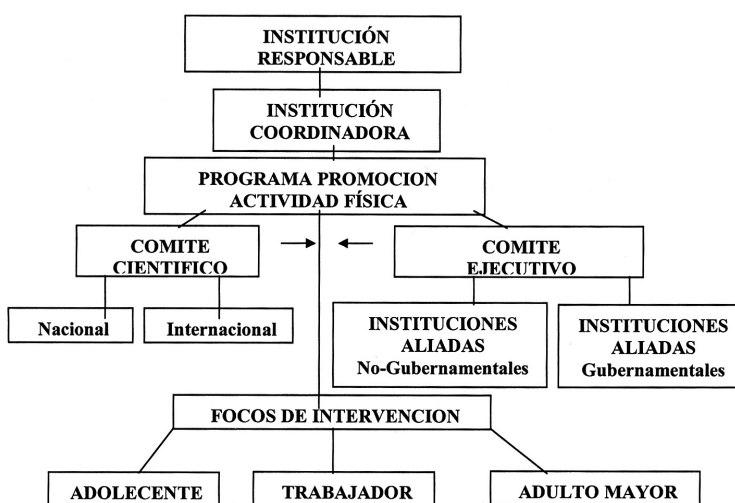 INSTITUCIÓN
RESPONSABLE
INSTITUCIÓN
COORDINADORA
PROGRAMA PROMOCION
ACTIVIDAD FÍSICA
COMITE
CIENTIFICO
COMITE
EJECUTIVO
Nacional
Internacional
INSTITUCIONES
ALIADAS
No-Gubernamentales
INSTITUCIONES
ALIADAS
Gubernamentales
FOCOS DE INTERVENCION
ADOLECENTE
TRABAJADOR
ADULTO MAYOR